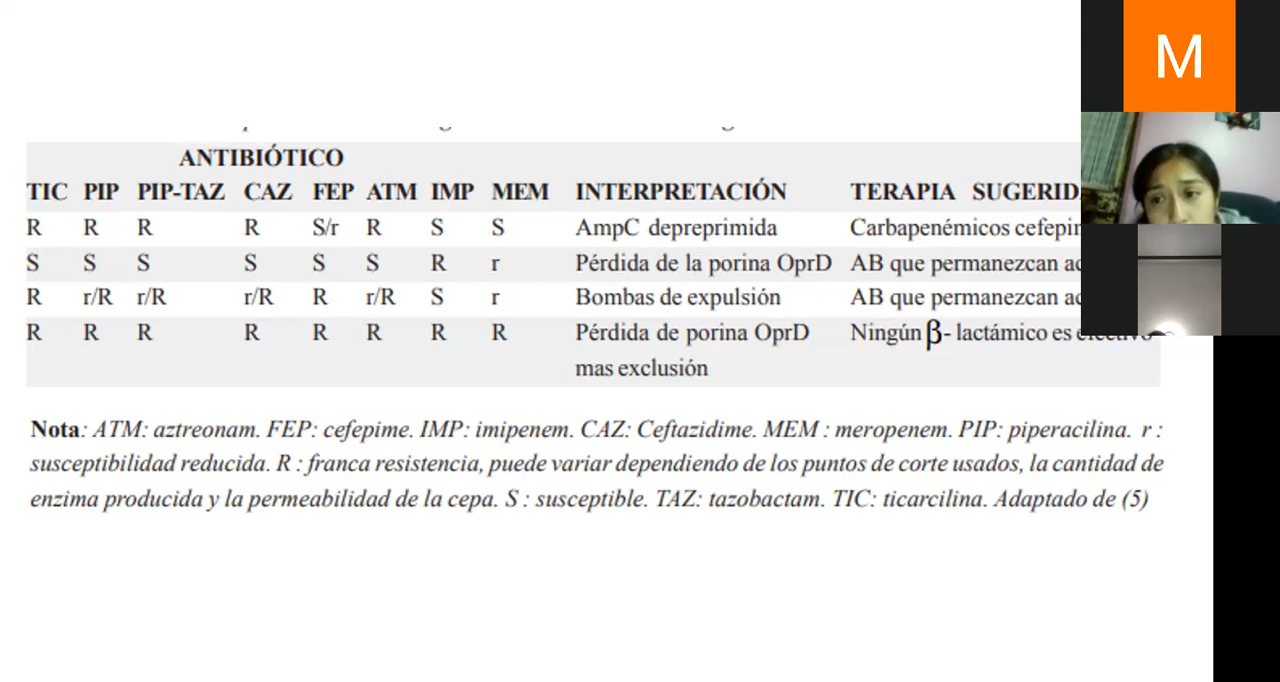 M
ANTIBIÓTICO
TIC PIP PIP-TAZ CAZ FEP ATM IMP MEM INTERPRETACIÓN TERAPIA
R R R R S/r R S S AmpC depreprimida Carbapenémicos
S S S S S S R r Pérdida de la porina OprD AB que permanezcan
R r/R r/R r/R R r/R S r Bombas de expulsión AB que permanezcan
R R R R R R R R Pérdida de porina OprD Ningún β- lactámico es
mas exclusión
Nota: ATM: aztreonam. FEP: cefepime. IMP: imipenem. CAZ: Ceftazidime. MEM : meropenem. PIP: piperacilina. r :
susceptibilidad reducida. R : franca resistencia, puede variar dependiendo de los puntos de corte usados, la cantidad de
enzima producida y la permeabilidad de la cepa. S : susceptible. TAZ: tazobactam. TIC: ticarcilina. Adaptado de (5)